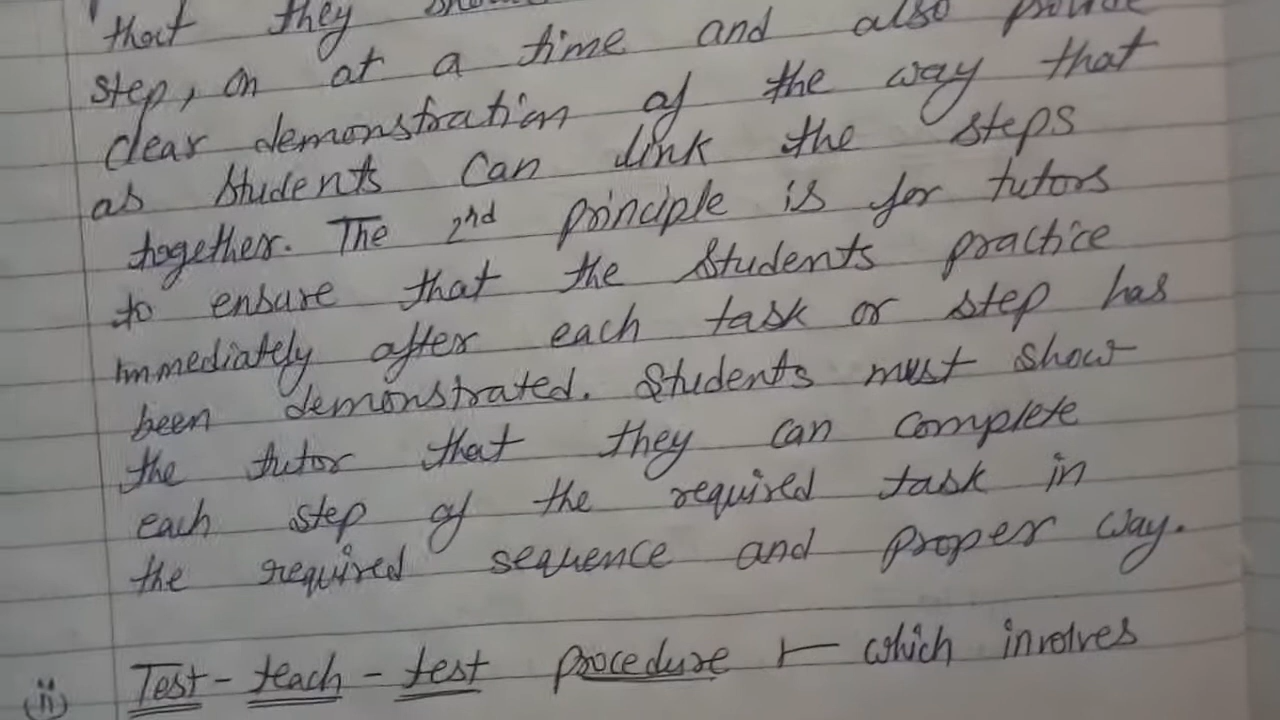 that they
step, on at a time and also provide
clear demonstration of the way that
as students can link the steps
together. The 2nd principle is for tutors
to ensure that the students practice
immediately after each task or step has
been demonstrated. Students must show
the tutor that they can complete
each step of the required task in
the required sequence and proper way.
(ii) Test - teach - test procedure :- which involves